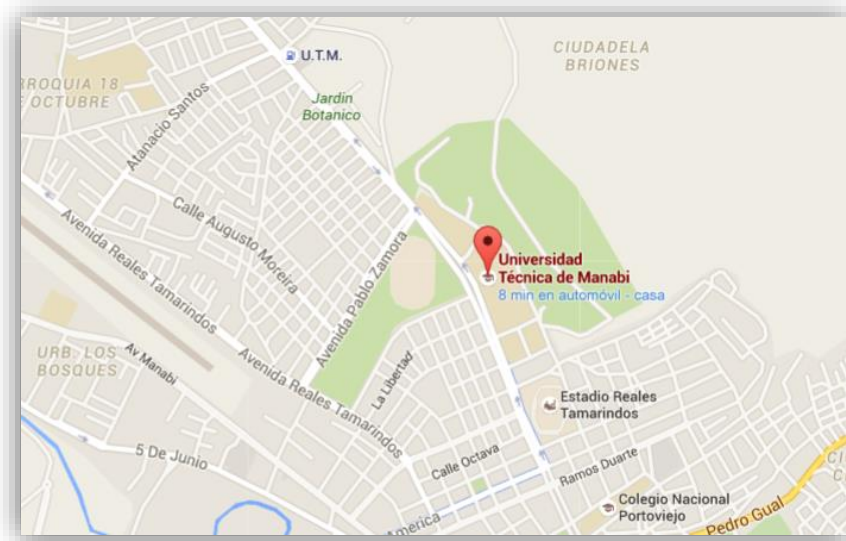 CIUDADELA
BRIONES
U.T.M.
RROQUIA 18
E OCTUBRE
Jardin
Botanico
Atanacio Santos
Calle Augusto Moreira
Avenida Reales Tamarindos
Avenida Pablo Zamora
Universidad
Técnica de Manabi
8 min en automóvil - casa
URB. LOS
BOSQUES
Av Manabi
Avenida Reales Tamarindos
La Libertad
Estadio Reales
Tamarindos
5 De Junio
Calle Octava
Ramos Duarte
Colegio Nacional
Portoviejo
America
Pedro Gual